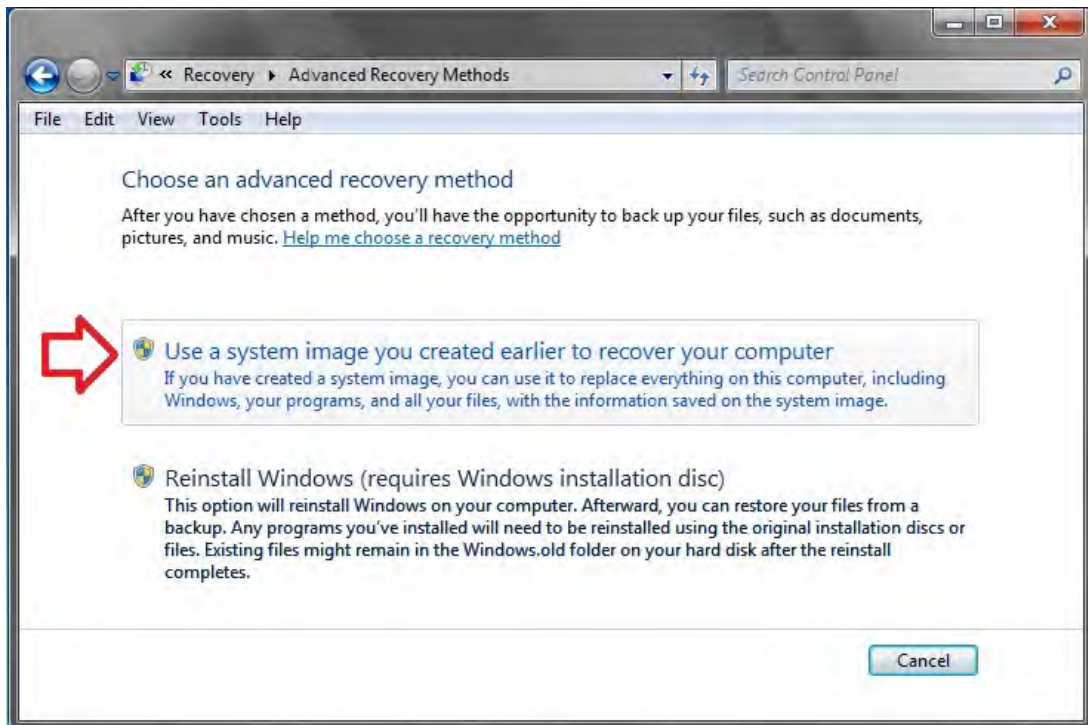 « Recovery ▸ Advanced Recovery Methods
Search Control Panel
File Edit View Tools Help
Choose an advanced recovery method
After you have chosen a method, you'll have the opportunity to back up your files, such as documents,
pictures, and music. Help me choose a recovery method
Use a system image you created earlier to recover your computer
If you have created a system image, you can use it to replace everything on this computer, including
Windows, your programs, and all your files, with the information saved on the system image.
Reinstall Windows (requires Windows installation disc)
This option will reinstall Windows on your computer. Afterward, you can restore your files from a
backup. Any programs you've installed will need to be reinstalled using the original installation discs or
files. Existing files might remain in the Windows.old folder on your hard disk after the reinstall
completes.
Cancel